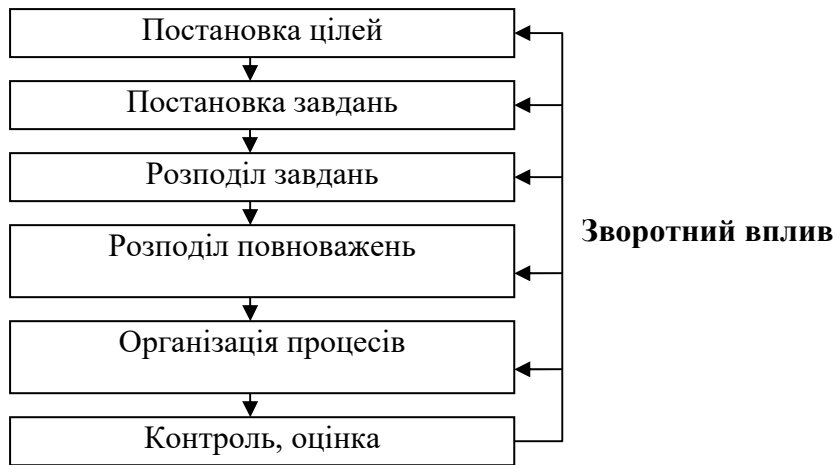 Постановка цілей
Постановка завдань
Розподіл завдань
Розподіл повноважень
Зворотний вплив
Організація процесів
Контроль, оцінка